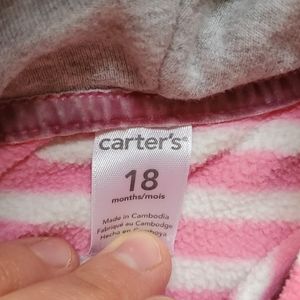 carter's®
18
months/mois
Made in Cambodia
Fabriqué au Cambodge
Hecho en Camboya